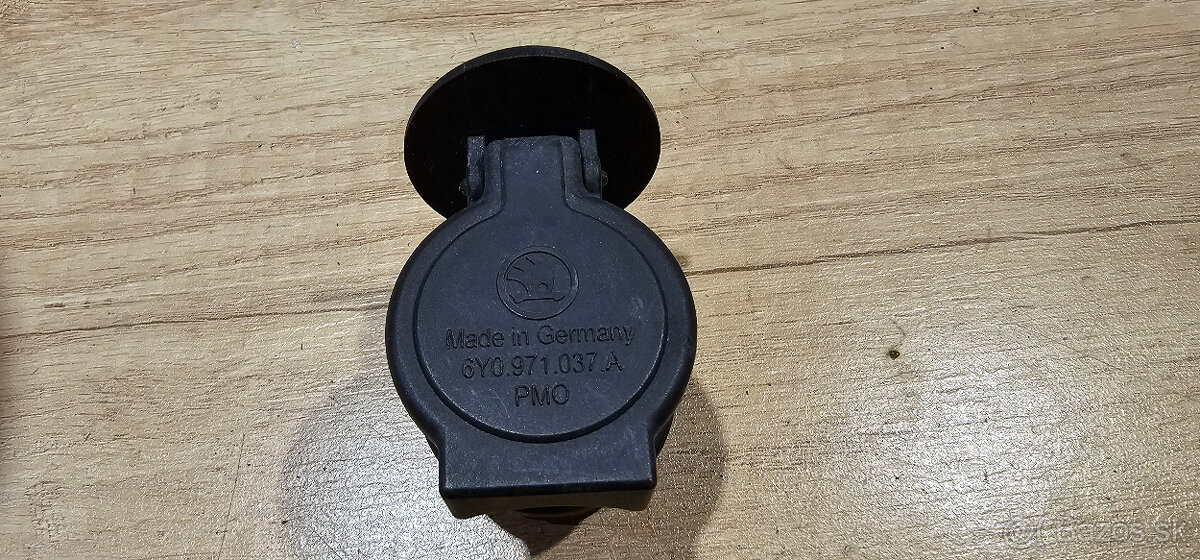 Made in Germany
6Y0.971.037.A
PMO
Bazos.sk